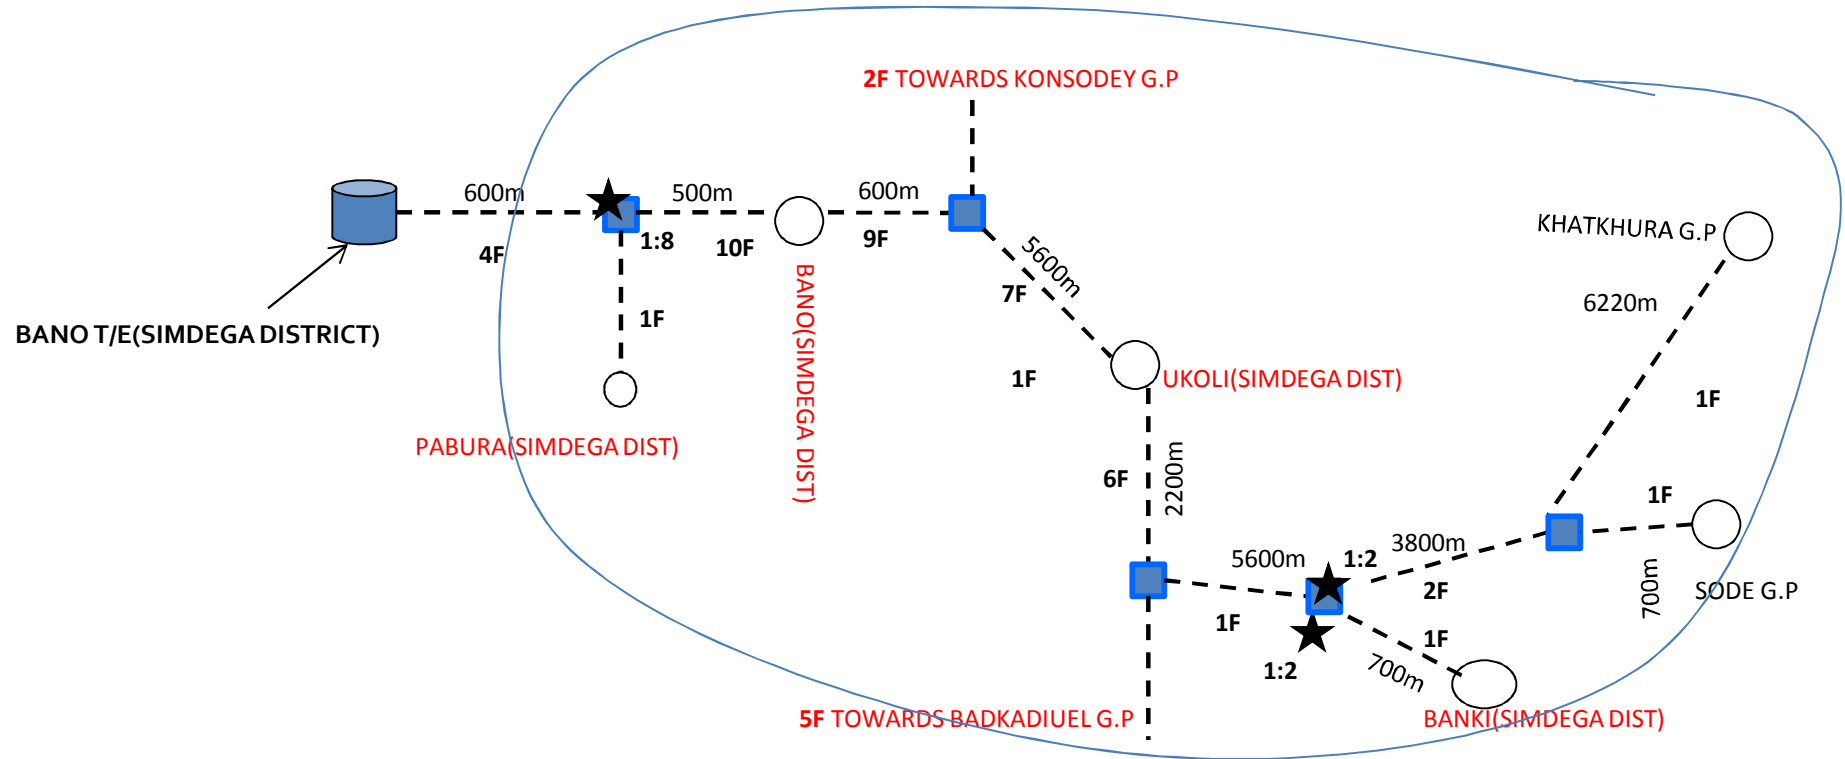 2F TOWARDS KONSODEY G.P
600m
500m
600m
KHATKHURA G.P
1:8
10F
9F
4F
5600m
7F
6220m
1F
BANO T/E(SIMDEGA DISTRICT)
BANO(SIMDEGA DIST)
1F
UKOLI(SIMDEGA DIST)
1F
PABURA(SIMDEGA DIST)
6F
2200m
1F
5600m
1:2
3800m
2F
700m
SODE G.P
1F
1F
1:2
700m
5F TOWARDS BADKADIUEL G.P
BANKI(SIMDEGA DIST)